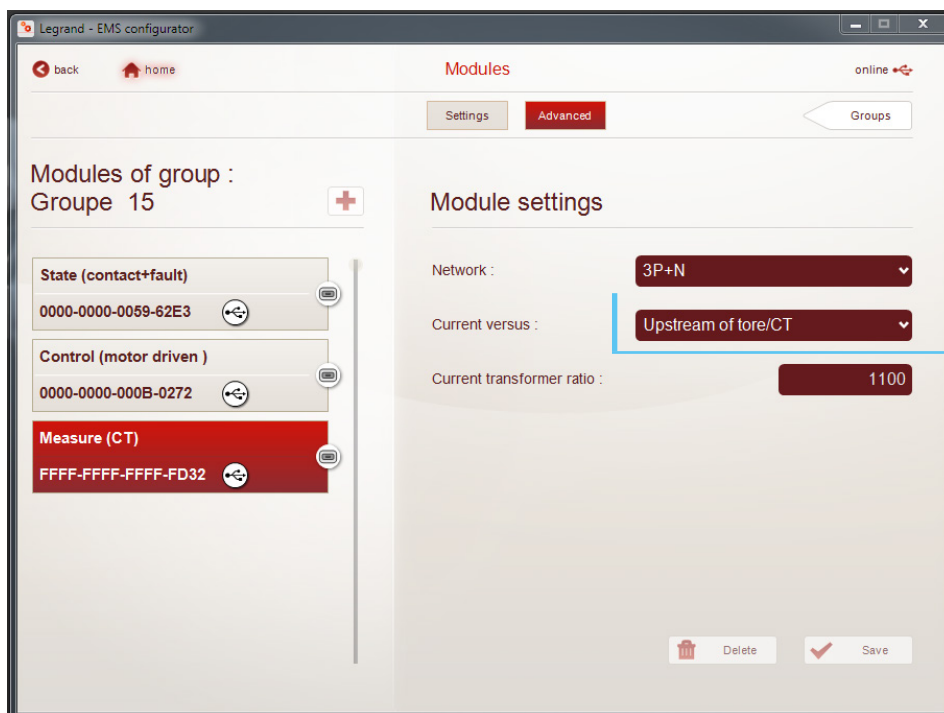 Legrand - EMS configurator
back
home
Modules
online
Settings
Advanced
Groups
Modules of group :
Groupe 15
Module settings
State (contact+fault)
0000-0000-0059-62E3
Control (motor driven )
0000-0000-000B-0272
Measure (CT)
FFFF-FFFF-FFFF-FD32
Network :
3P+N
Current versus :
Upstream of tore/CT
Current transformer ratio :
1100
Delete
Save